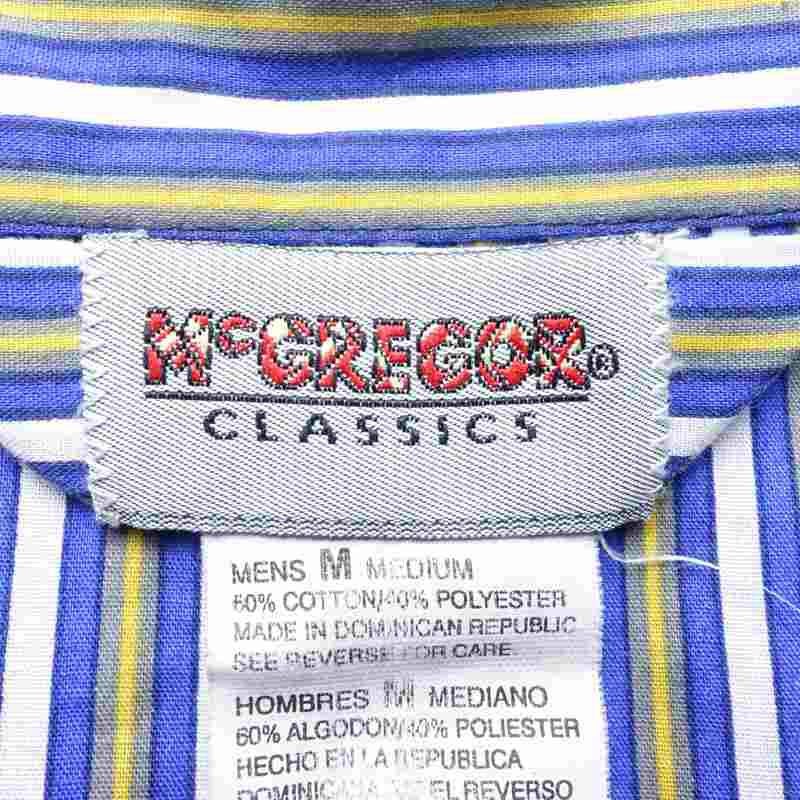 McGREGOR®
CLASSICS
MENS M MEDIUM
60% COTTON/40% POLYESTER
MADE IN DOMINICAN REPUBLIC
SEE REVERSE FOR CARE.
HOMBRES M MEDIANO
60% ALGODON/40% POLIESTER
HECHO EN LA REPUBLICA
DOMINICANA EL REVERSO